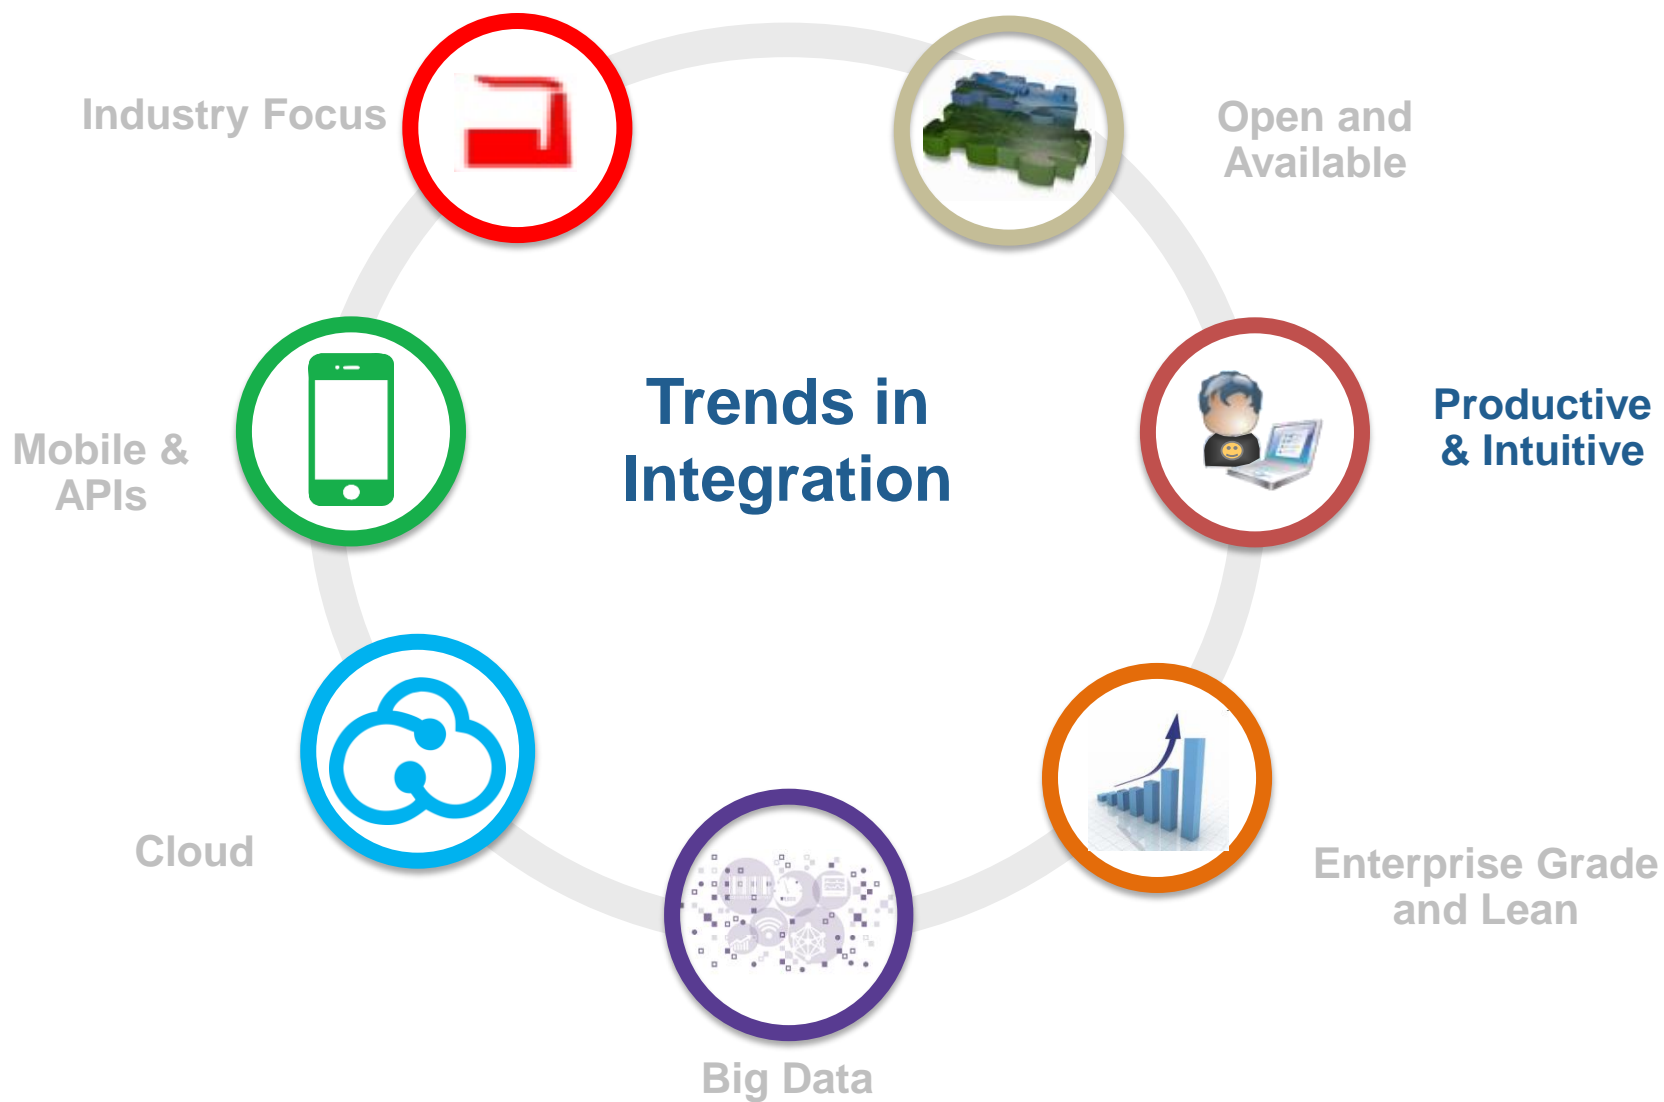 Industry Focus
Open and
Available
Trends in
Integration
Productive
& Intuitive
Mobile &
APIs
Cloud
Enterprise Grade
and Lean
Big Data